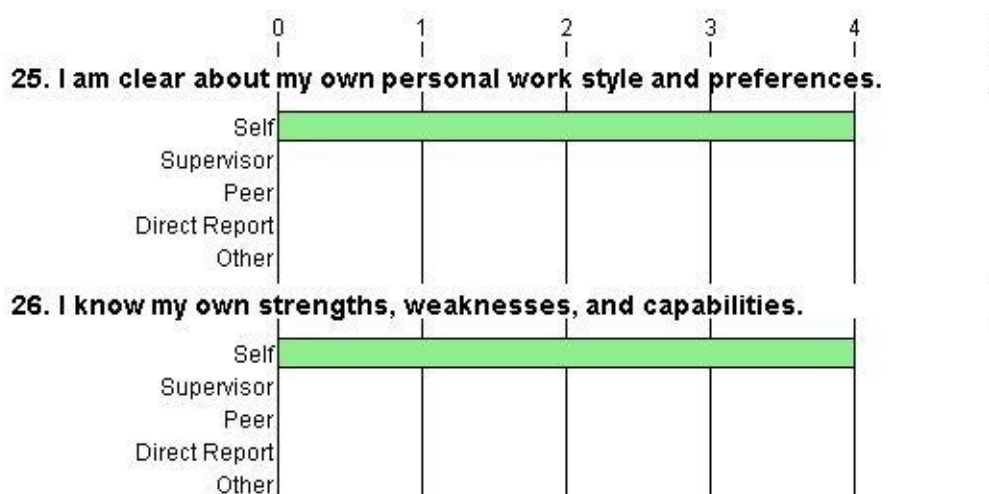 0 1 2 3 4
25. I am clear about my own personal work style and preferences.
Self
Supervisor
Peer
Direct Report
Other
26. I know my own strengths, weaknesses, and capabilities.
Self
Supervisor
Peer
Direct Report
Other